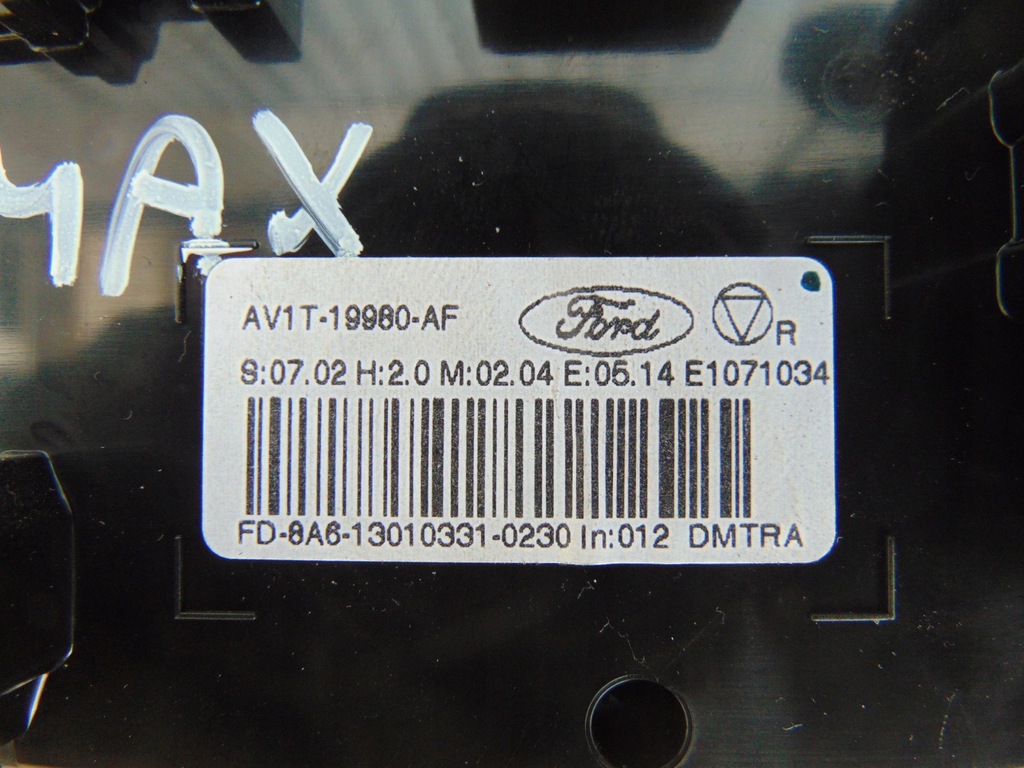 MAX
AV1T-19980-AF Ford R
S:07.02 H:2.0 M:02.04 E:05.14 E1071034
FD-8A6-13010331-0230 In:012 DMTRA